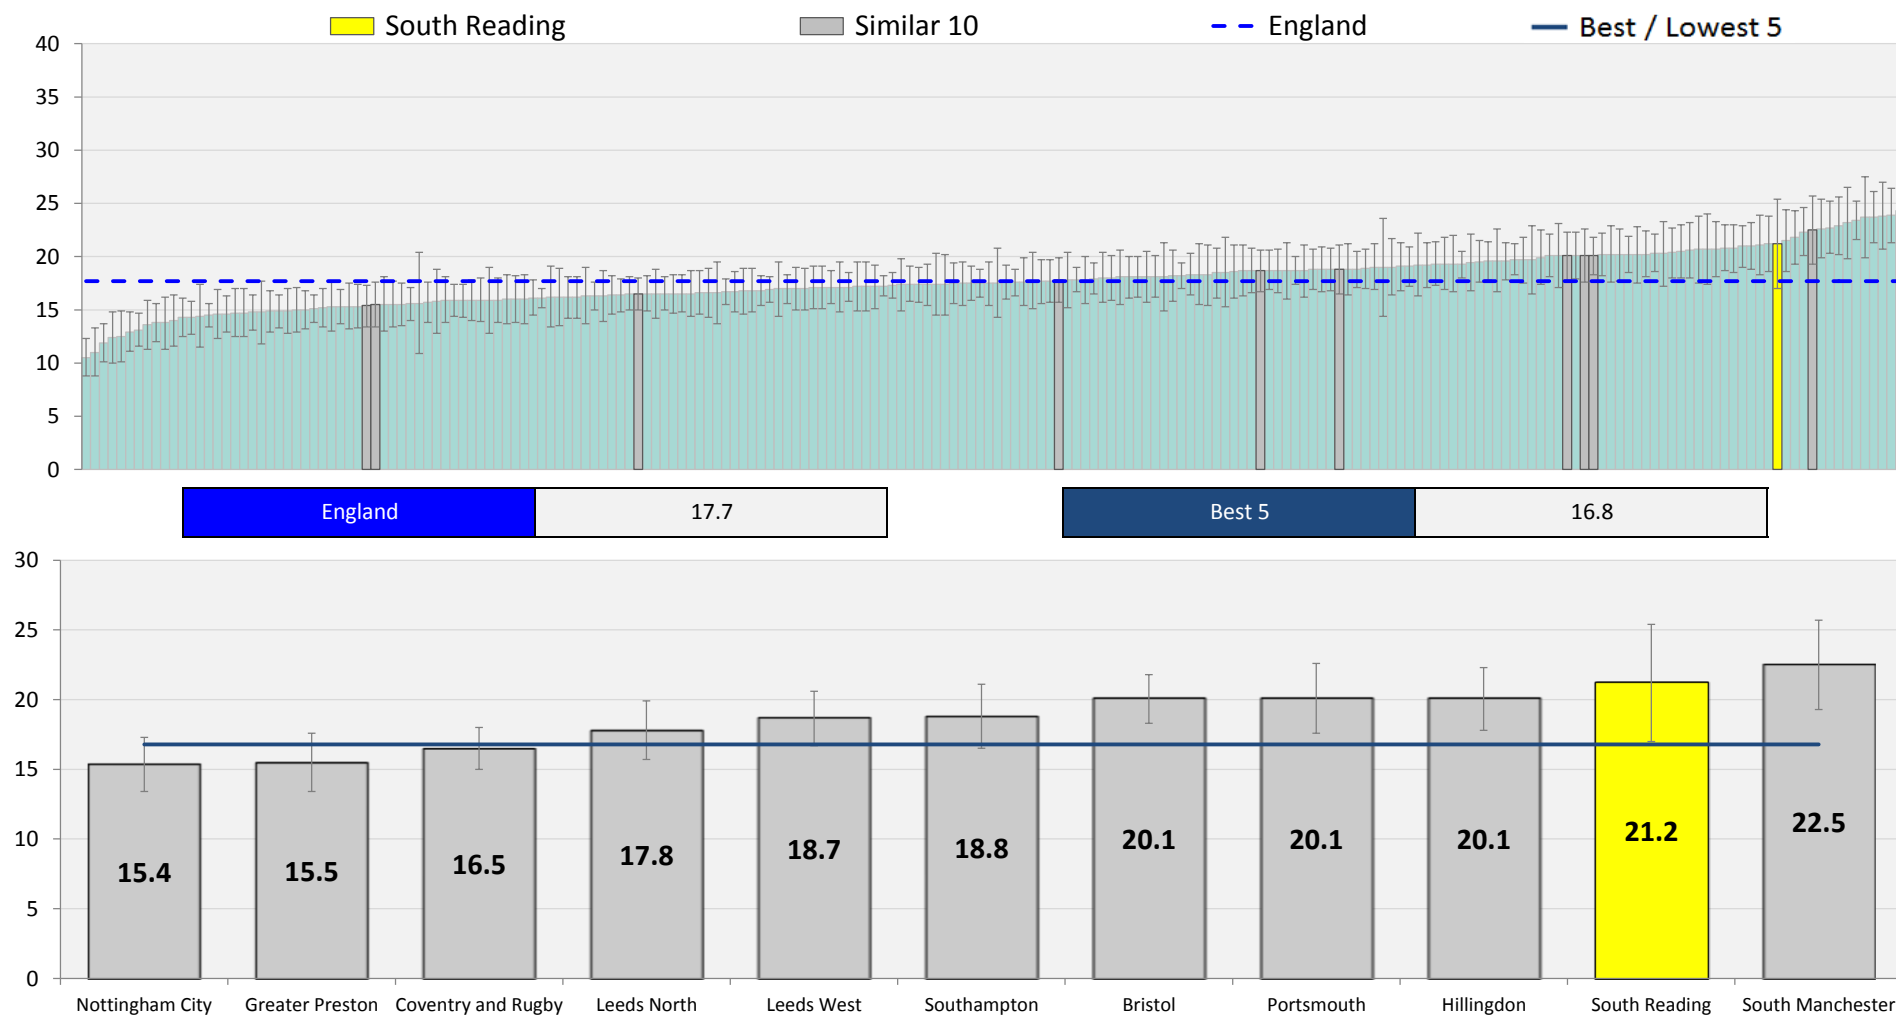 South Reading
Similar 10
England
Best / Lowest 5
40
35
30
25
20
15
10
5
0
England 17.7 Best 5 16.8
30
25
20
15
10
5
0
15.4 15.5 16.5 17.8 18.7 18.8 20.1 20.1 20.1 21.2 22.5
Nottingham City Greater Preston Coventry and Rugby Leeds North Leeds West Southampton Bristol Portsmouth Hillingdon South Reading South Manchester